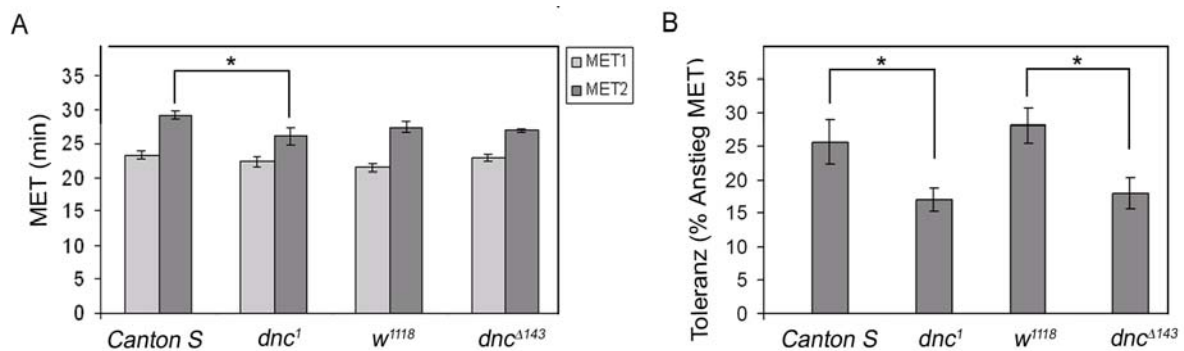 A
MET (min)
35
30
25
20
15
10
5
0
*
MET1
MET2
Canton S dnc¹ w¹¹¹⁸ dnc^Δ143
B
Toleranz (% Anstieg MET)
35
30
25
20
15
10
5
0
* *
Canton S dnc¹ w¹¹¹⁸ dnc^Δ143